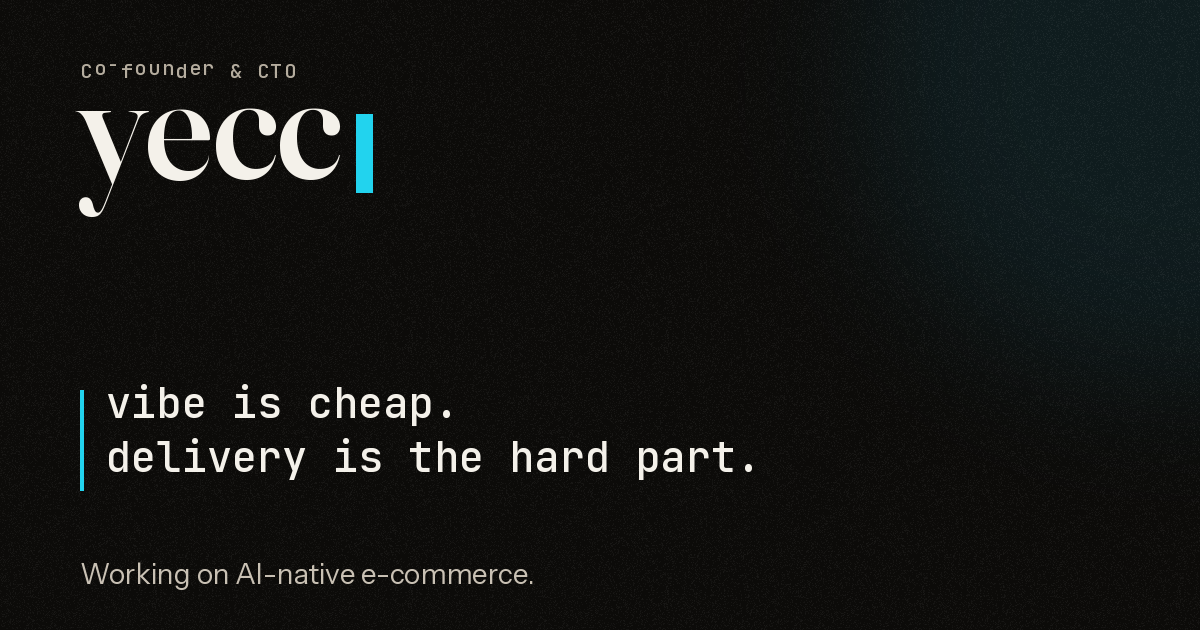 Co-founder & CTO
yecc
vibe is cheap.
delivery is the hard part.
Working on AI-native e-commerce.